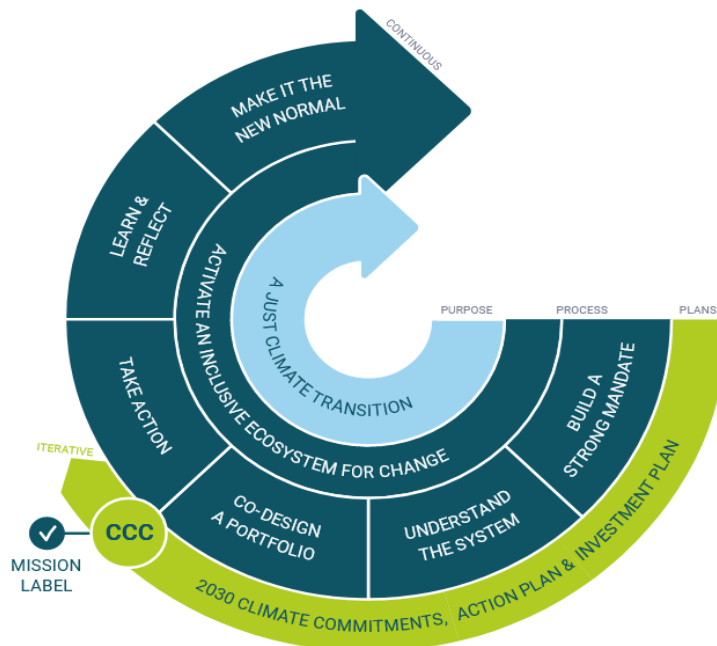 CONTINUOUS
MAKE IT THE
NEW NORMAL
LEARN &
REFLECT
ACTIVATE AN INCLUSIVE ECOSYSTEM FOR CHANGE
A JUST CLIMATE TRANSITION
PURPOSE
PROCESS
PLANS
BUILD A
STRONG MANDATE
TAKE ACTION
ITERATIVE
CO-DESIGN
A PORTFOLIO
UNDERSTAND
THE SYSTEM
CCC
MISSION
LABEL
2030 CLIMATE COMMITMENTS, ACTION PLAN & INVESTMENT PLAN